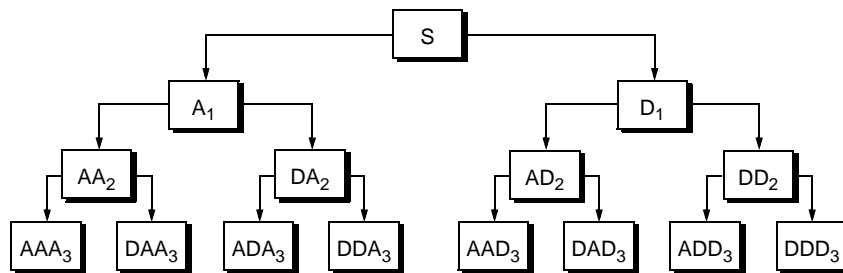 S
A₁ D₁
AA₂ DA₂ AD₂ DD₂
AAA₃ DAA₃ ADA₃ DDA₃ AAD₃ DAD₃ ADD₃ DDD₃